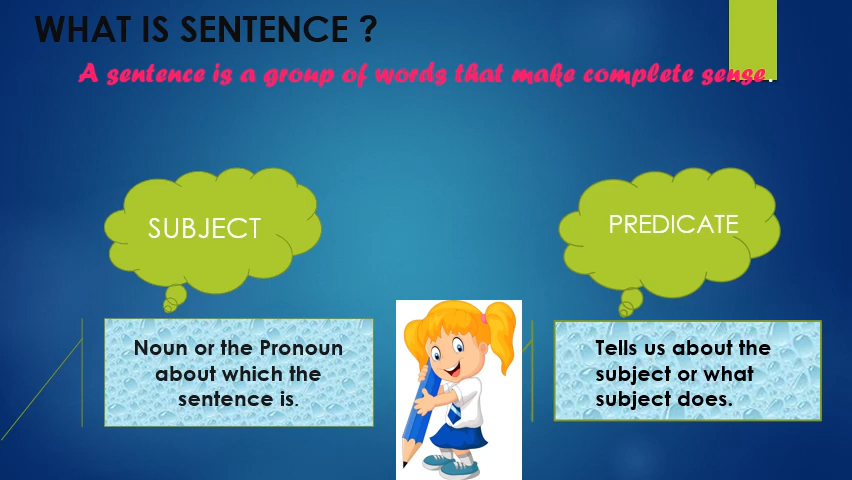 WHAT IS SENTENCE ?
A sentence is a group of words that make complete sense.
SUBJECT
PREDICATE
Noun or the Pronoun
about which the
sentence is.
Tells us about the
subject or what
subject does.